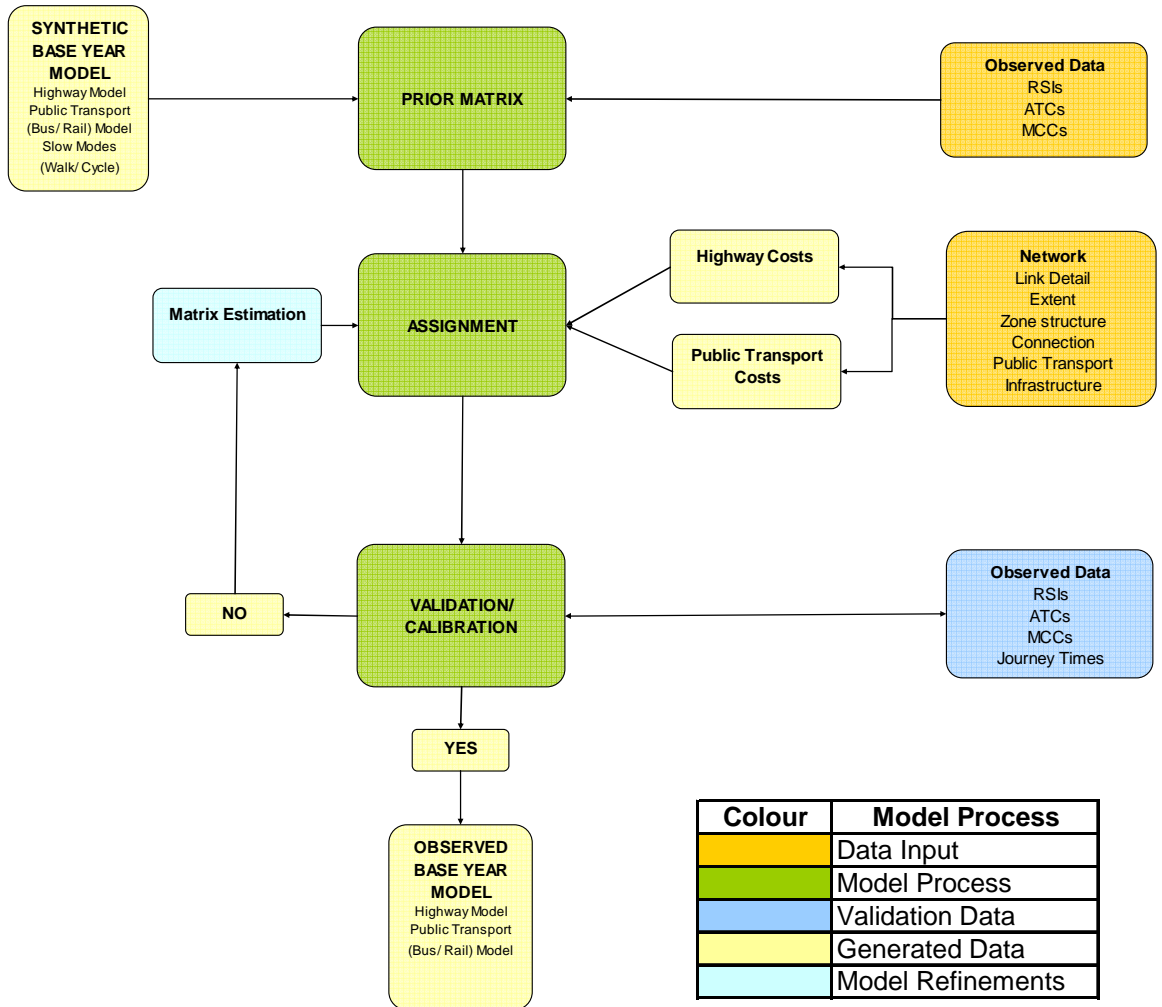 SYNTHETIC
BASE YEAR
MODEL
Highway Model
Public Transport
(Bus/ Rail) Model
Slow Modes
(Walk/ Cycle)
PRIOR MATRIX
Observed Data
RSIs
ATCs
MCCs
Matrix Estimation
ASSIGNMENT
Highway Costs
Public Transport
Costs
Network
Link Detail
Extent
Zone structure
Connection
Public Transport
Infrastructure
NO
VALIDATION/
CALIBRATION
Observed Data
RSIs
ATCs
MCCs
Journey Times
YES
OBSERVED
BASE YEAR
MODEL
Highway Model
Public Transport
(Bus/ Rail) Model
Colour Model Process
Data Input
Model Process
Validation Data
Generated Data
Model Refinements